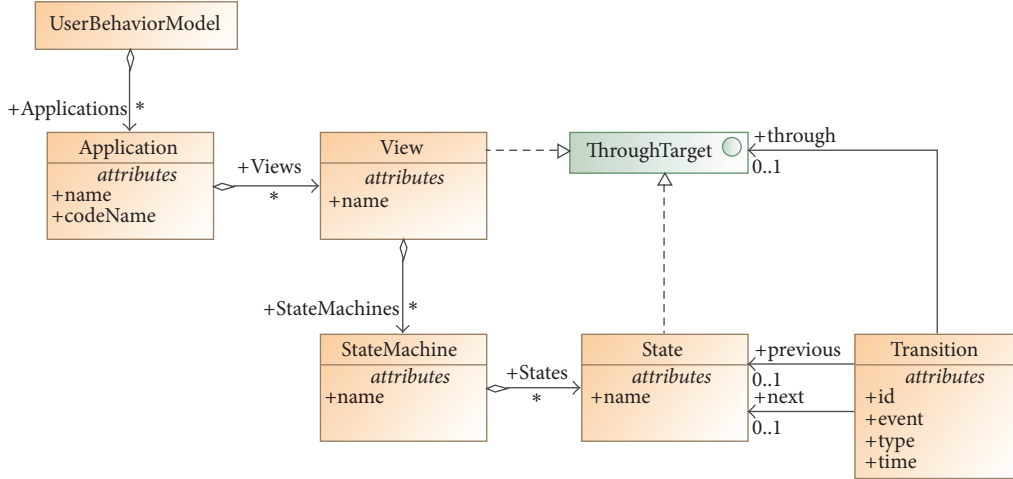 UserBehaviorModel
+Applications *
Application
attributes
+name
+codeName
+Views
*
View
attributes
+name
ThroughTarget
+through
0..1
+StateMachines *
StateMachine
attributes
+name
+States
*
State
attributes
+name
+previous
0..1
+next
0..1
Transition
attributes
+id
+event
+type
+time